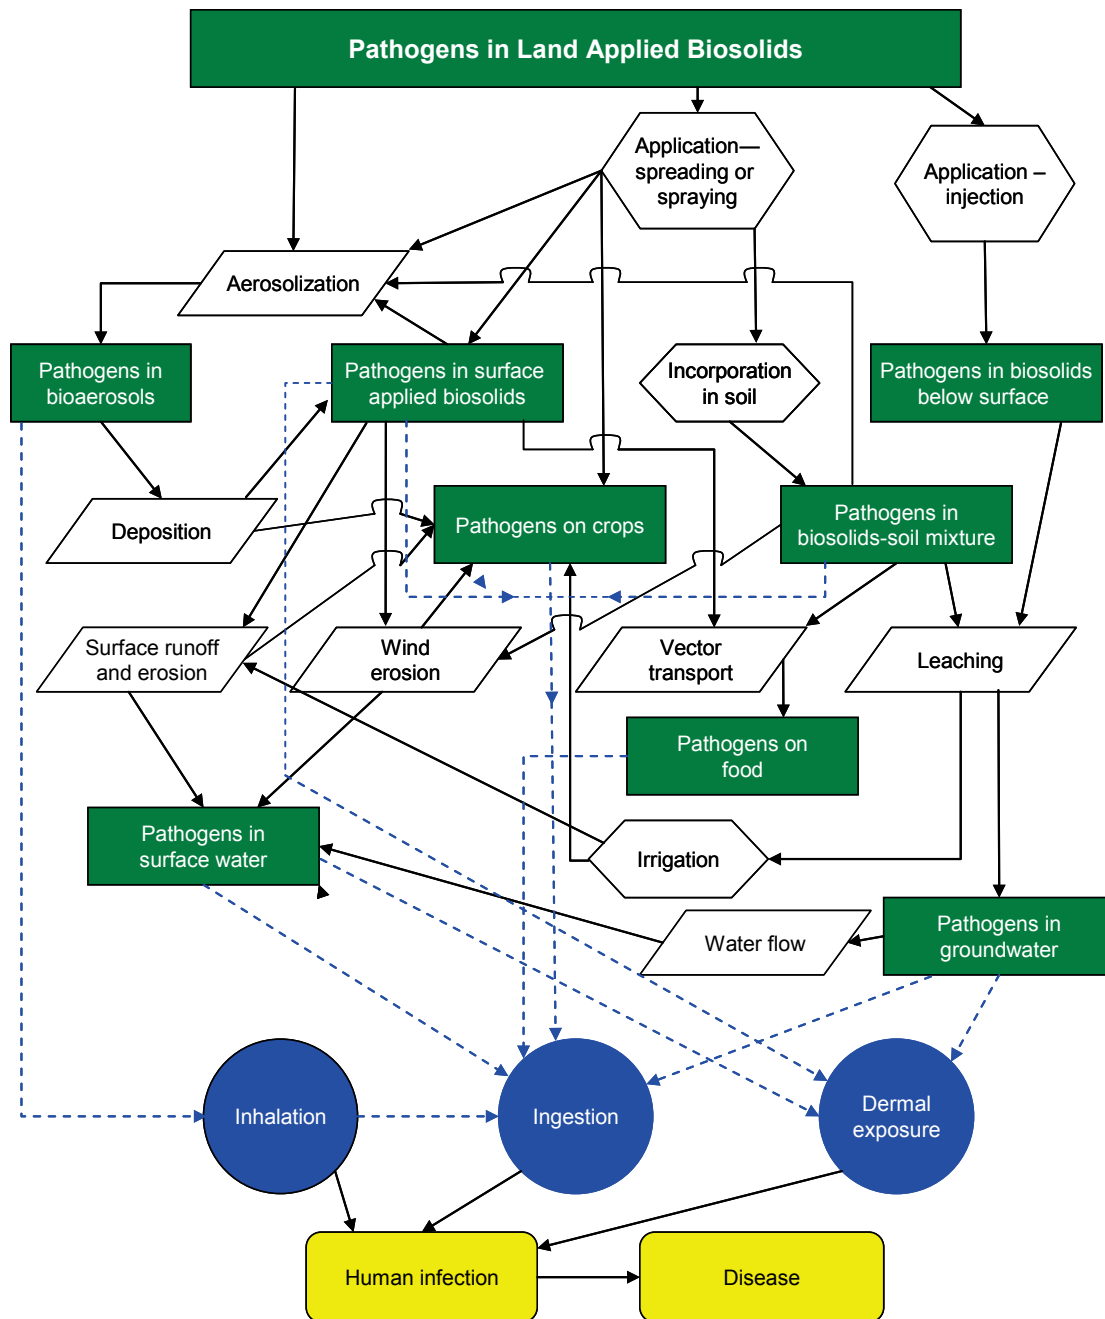 Pathogens in Land Applied Biosolids
Application—
spreading or
spraying
Application –
injection
Aerosolization
Pathogens in
bioaerosols
Pathogens in surface
applied biosolids
Incorporation
in soil
Pathogens in biosolids
below surface
Deposition
Pathogens on crops
Pathogens in
biosolids-soil mixture
Surface runoff
and erosion
Wind
erosion
Vector
transport
Leaching
Pathogens on
food
Pathogens in
surface water
Irrigation
Water flow
Pathogens in
groundwater
Inhalation
Ingestion
Dermal
exposure
Human infection
Disease